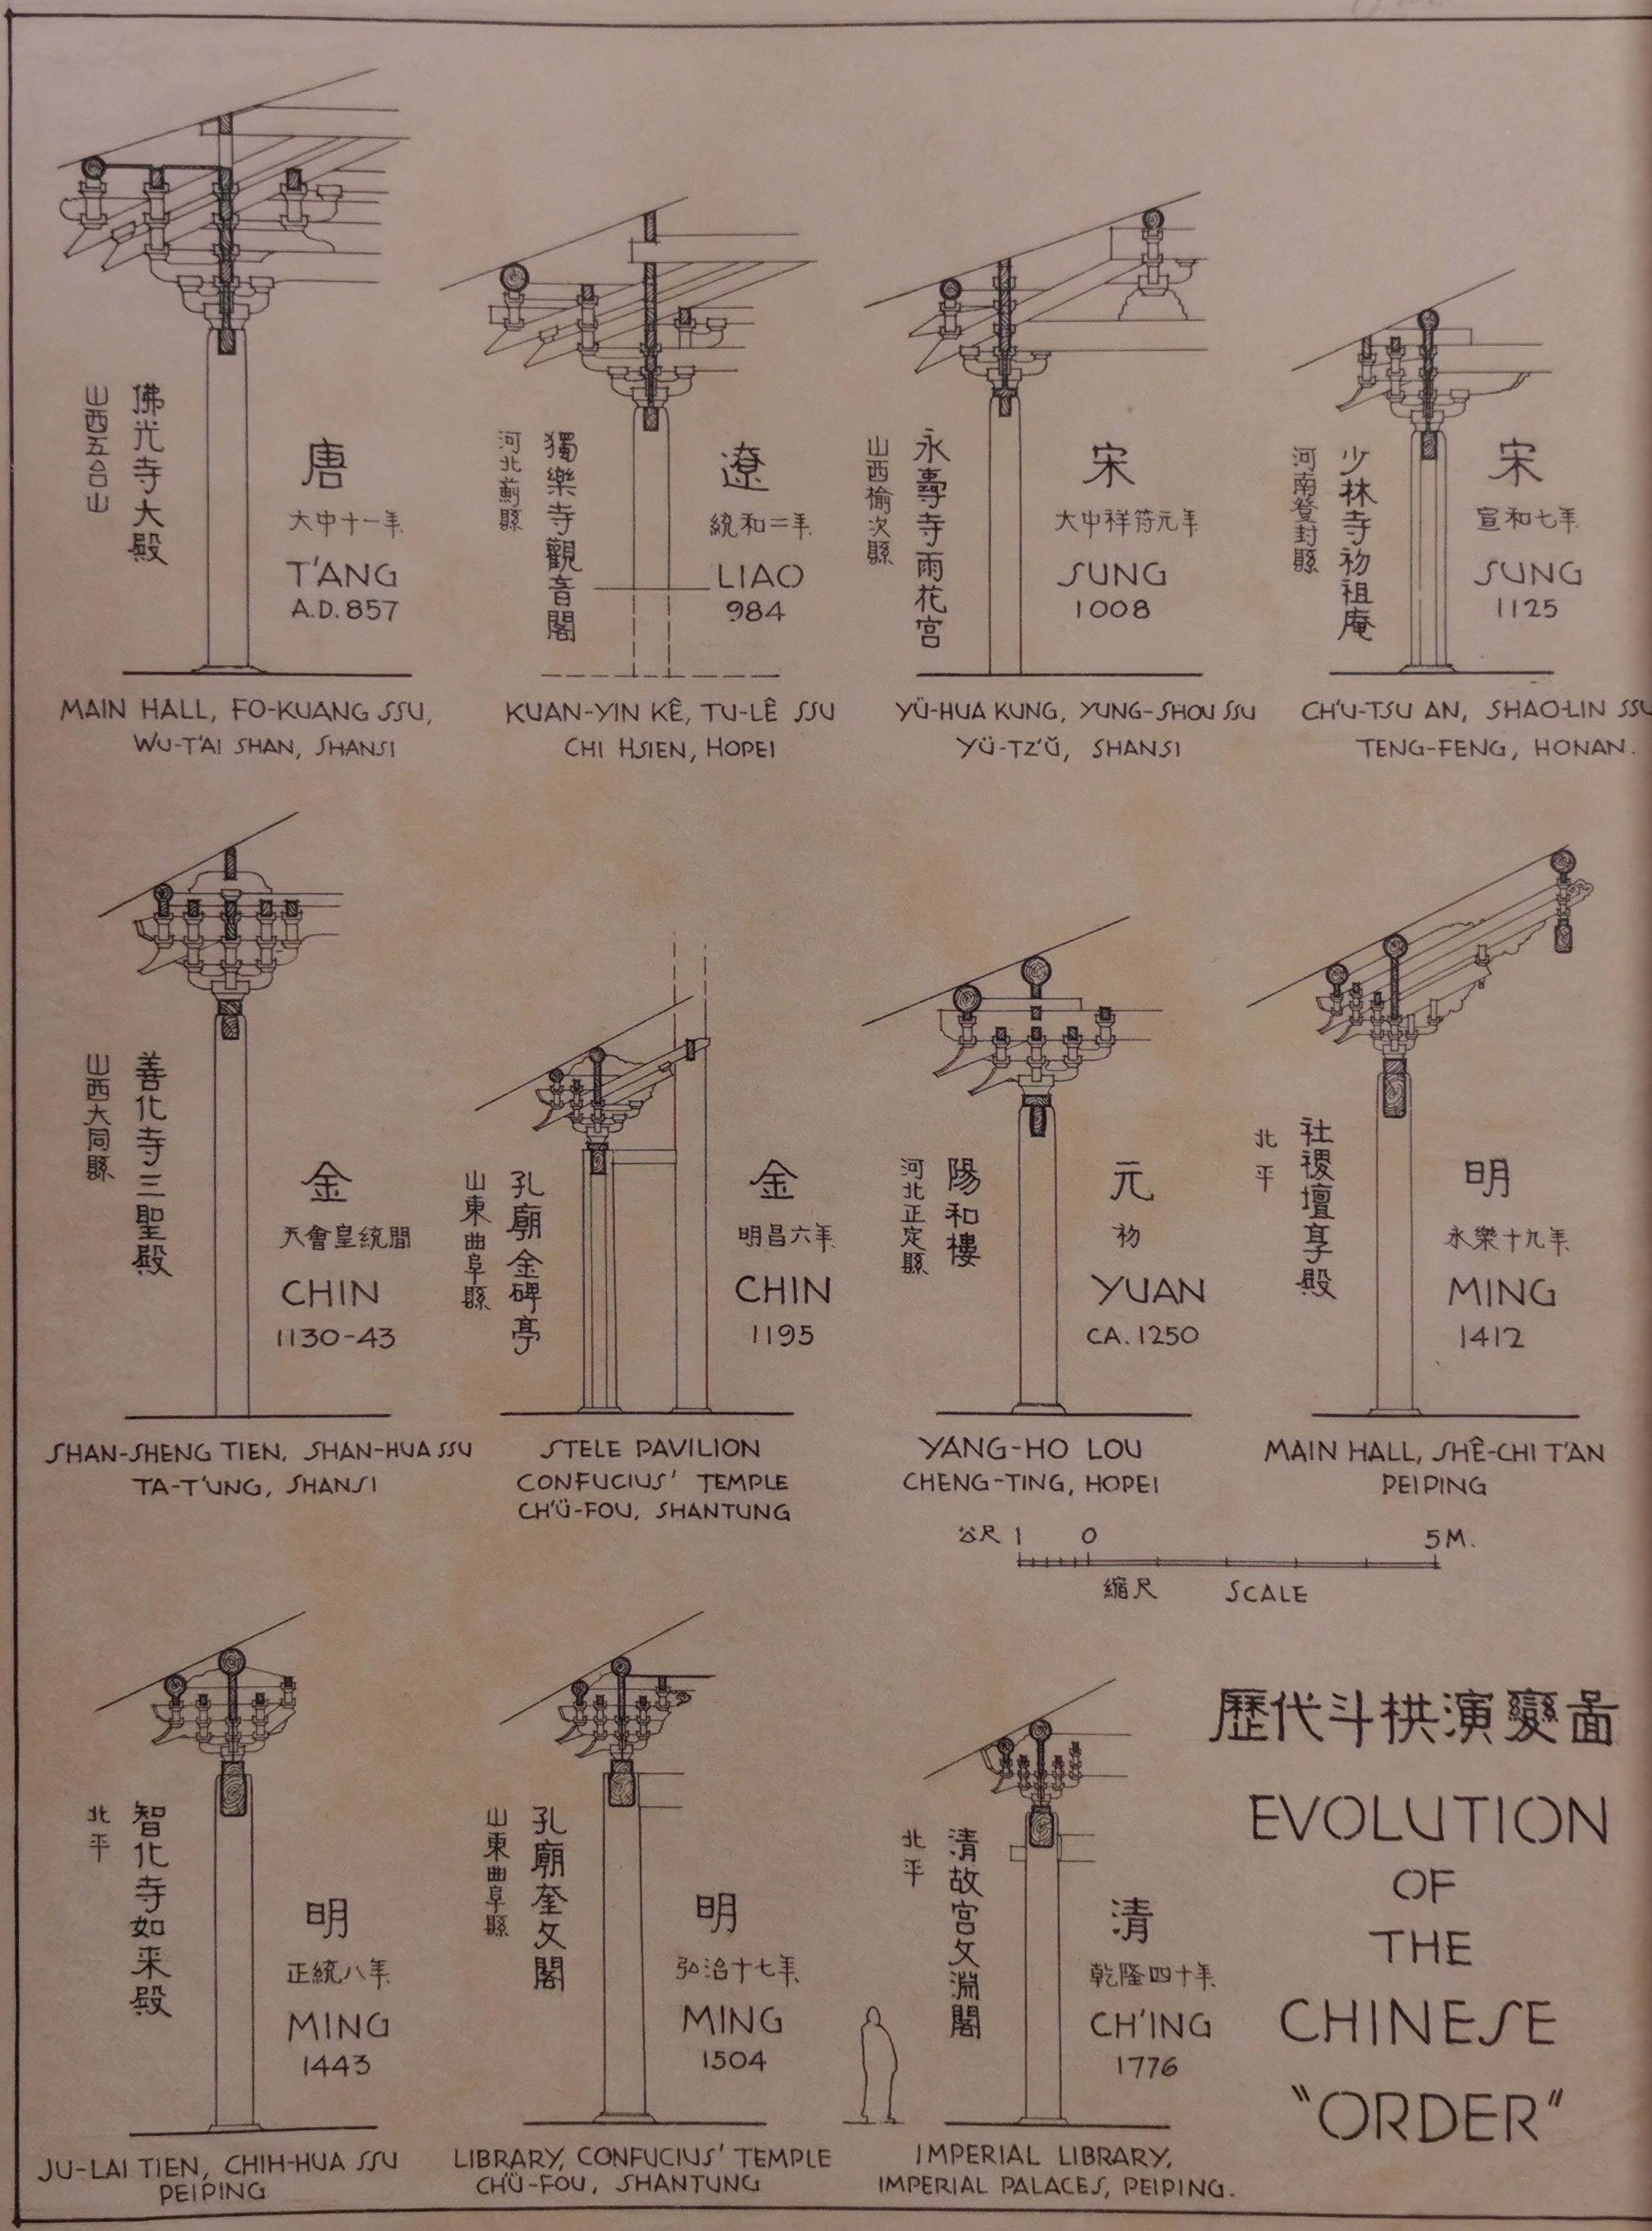 佛光寺大殿
山西五台山
唐
大中十一年
T'ANG
A.D. 857
MAIN HALL, FO-KUANG SSU,
WU-T'AI SHAN, SHANSI
獨樂寺觀音閣
河北薊縣
遼
統和二年
LIAO
984
KUAN-YIN KÊ, TU-LÊ SSU
CHI HSIEN, HOPEI
永壽寺雨花宮
山西榆次縣
宋
大中祥符元年
SUNG
1008
YÜ-HUA KUNG, YUNG-SHOU SSU
YÜ-TZ'Ŭ, SHANSI
少林寺初祖庵
河南登封縣
宋
宣和七年
SUNG
1125
CH'U-TSU AN, SHAO-LIN SSU
TENG-FENG, HONAN.
善化寺三聖殿
山西大同縣
金
天會皇統間
CHIN
1130-43
SHAN-SHENG TIEN, SHAN-HUA SSU
TA-T'UNG, SHANSI
孔廟金碑亭
山東曲阜縣
金
明昌六年
CHIN
1195
STELE PAVILION
CONFUCIUS' TEMPLE
CH'Ü-FOU, SHANTUNG
陽和樓
河北正定縣
元
初
YUAN
CA. 1250
YANG-HO LOU
CHENG-TING, HOPEI
社稷壇享殿
北平
明
永樂十九年
MING
1412
MAIN HALL, SHÊ-CHI T'AN
PEIPING
公尺 1 0 5 M.
縮尺 SCALE
智化寺如来殿
北平
明
正統八年
MING
1443
JU-LAI TIEN, CHIH-HUA SSU
PEIPING
孔廟奎文閣
山東曲阜縣
明
弘治十七年
MING
1504
LIBRARY, CONFUCIUS' TEMPLE
CH'Ü-FOU, SHANTUNG
清故宮文淵閣
北平
清
乾隆四十年
CH'ING
1776
IMPERIAL LIBRARY,
IMPERIAL PALACES, PEIPING.
歷代斗栱演變圖
EVOLUTION
OF
THE
CHINESE
"ORDER"